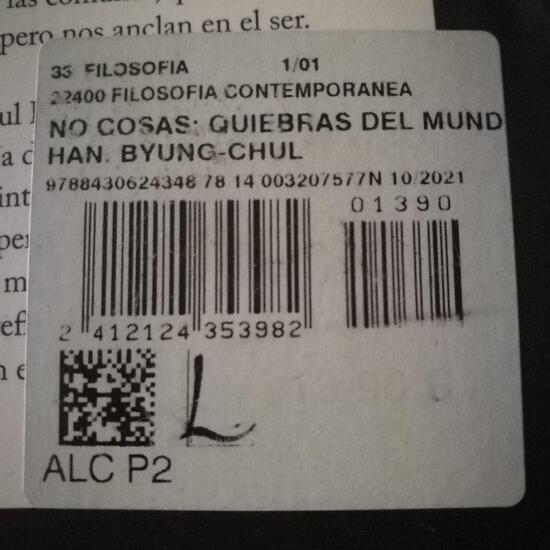 las
pero nos anclan en el ser.
33 FILOSOFIA 1/01
22400 FILOSOFIA CONTEMPORANEA
NO COSAS: QUIEBRAS DEL MUND
HAN. BYUNG-CHUL
9788430624348 78 14 003207577N 10/2021
01390
2 412124 353982
L
ALC P2